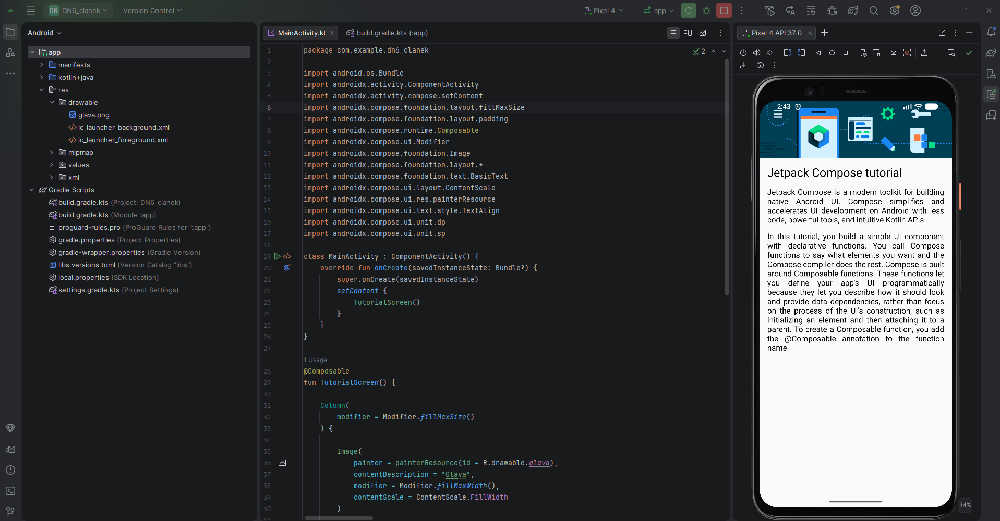 DN DN6_clanek
Version Control
Pixel 4
app
Android
app
manifests
kotlin+java
res
drawable
glava.png
ic_launcher_background.xml
ic_launcher_foreground.xml
mipmap
values
xml
Gradle Scripts
build.gradle.kts (Project: DN6_clanek)
build.gradle.kts (Module :app)
proguard-rules.pro (ProGuard Rules for ":app")
gradle.properties (Project Properties)
gradle-wrapper.properties (Gradle Version)
libs.versions.toml (Version Catalog "libs")
local.properties (SDK Location)
settings.gradle.kts (Project Settings)
MainActivity.kt
build.gradle.kts (:app)
2
1 package com.example.dn6_clanek
2
3 import android.os.Bundle
4 import androidx.activity.ComponentActivity
5 import androidx.activity.compose.setContent
6 import androidx.compose.foundation.layout.fillMaxSize
7 import androidx.compose.foundation.layout.padding
8 import androidx.compose.runtime.Composable
9 import androidx.compose.ui.Modifier
10 import androidx.compose.foundation.Image
11 import androidx.compose.foundation.layout.*
12 import androidx.compose.foundation.text.BasicText
13 import androidx.compose.ui.layout.ContentScale
14 import androidx.compose.ui.res.painterResource
15 import androidx.compose.ui.text.style.TextAlign
16 import androidx.compose.ui.unit.dp
17 import androidx.compose.ui.unit.sp
18
19 class MainActivity : ComponentActivity() {
20 override fun onCreate(savedInstanceState: Bundle?) {
21 super.onCreate(savedInstanceState)
22 setContent {
23 TutorialScreen()
24 }
25 }
26 }
27
1 Usage
28 @Composable
29 fun TutorialScreen() {
30
31 Column(
32 modifier = Modifier.fillMaxSize()
33 ) {
34
35 Image(
36 painter = painterResource(id = R.drawable.glava),
37 contentDescription = "Glava",
38 modifier = Modifier.fillMaxWidth(),
39 contentScale = ContentScale.FillWidth
40 )
41
Pixel 4 API 37.0
2:43
Jetpack Compose tutorial
Jetpack Compose is a modern toolkit for building
native Android UI. Compose simplifies and
accelerates UI development on Android with less
code, powerful tools, and intuitive Kotlin APIs.
In this tutorial, you build a simple UI component
with declarative functions. You call Compose
functions to say what elements you want and the
Compose compiler does the rest. Compose is built
around Composable functions. These functions let
you define your app's UI programmatically
because they let you describe how it should look
and provide data dependencies, rather than focus
on the process of the UI's construction, such as
initializing an element and then attaching it to a
parent. To create a Composable function, you add
the @Composable annotation to the function
name.
34%